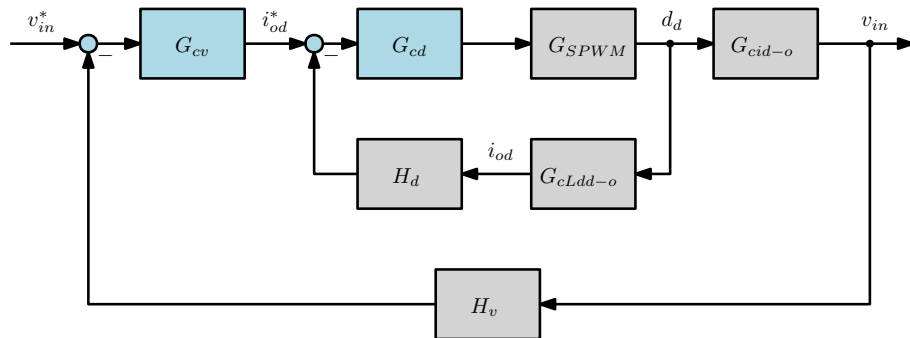 v*in Gcv i*od Gcd GSPWM dd Gcid−o vin
− −
Hd iod GcLdd−o
Hv